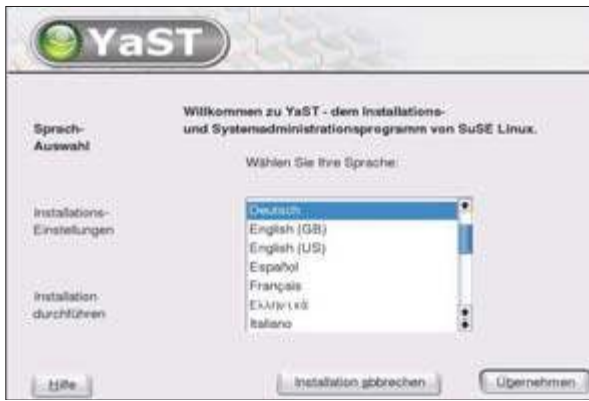 YaST
Willkommen zu YaST - dem Installations-
und Systemadministrationsprogramm von SuSE Linux.
Sprach-
Auswahl
Wählen Sie Ihre Sprache:
Installations-
Einstellungen
Installation
durchführen
Deutsch
English (GB)
English (US)
Español
Français
Ελληνικά
Italiano
Hilfe
Installation abbrechen
Übernehmen